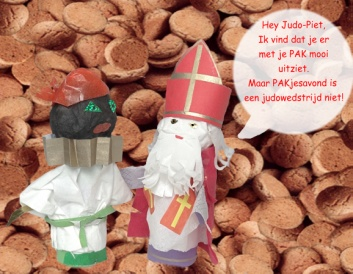 Hey Judo-Piet,
Ik vind dat je er
met je PAK mooi
uitziet.
Maar PAKjesavond is
een judowedstrijd niet!